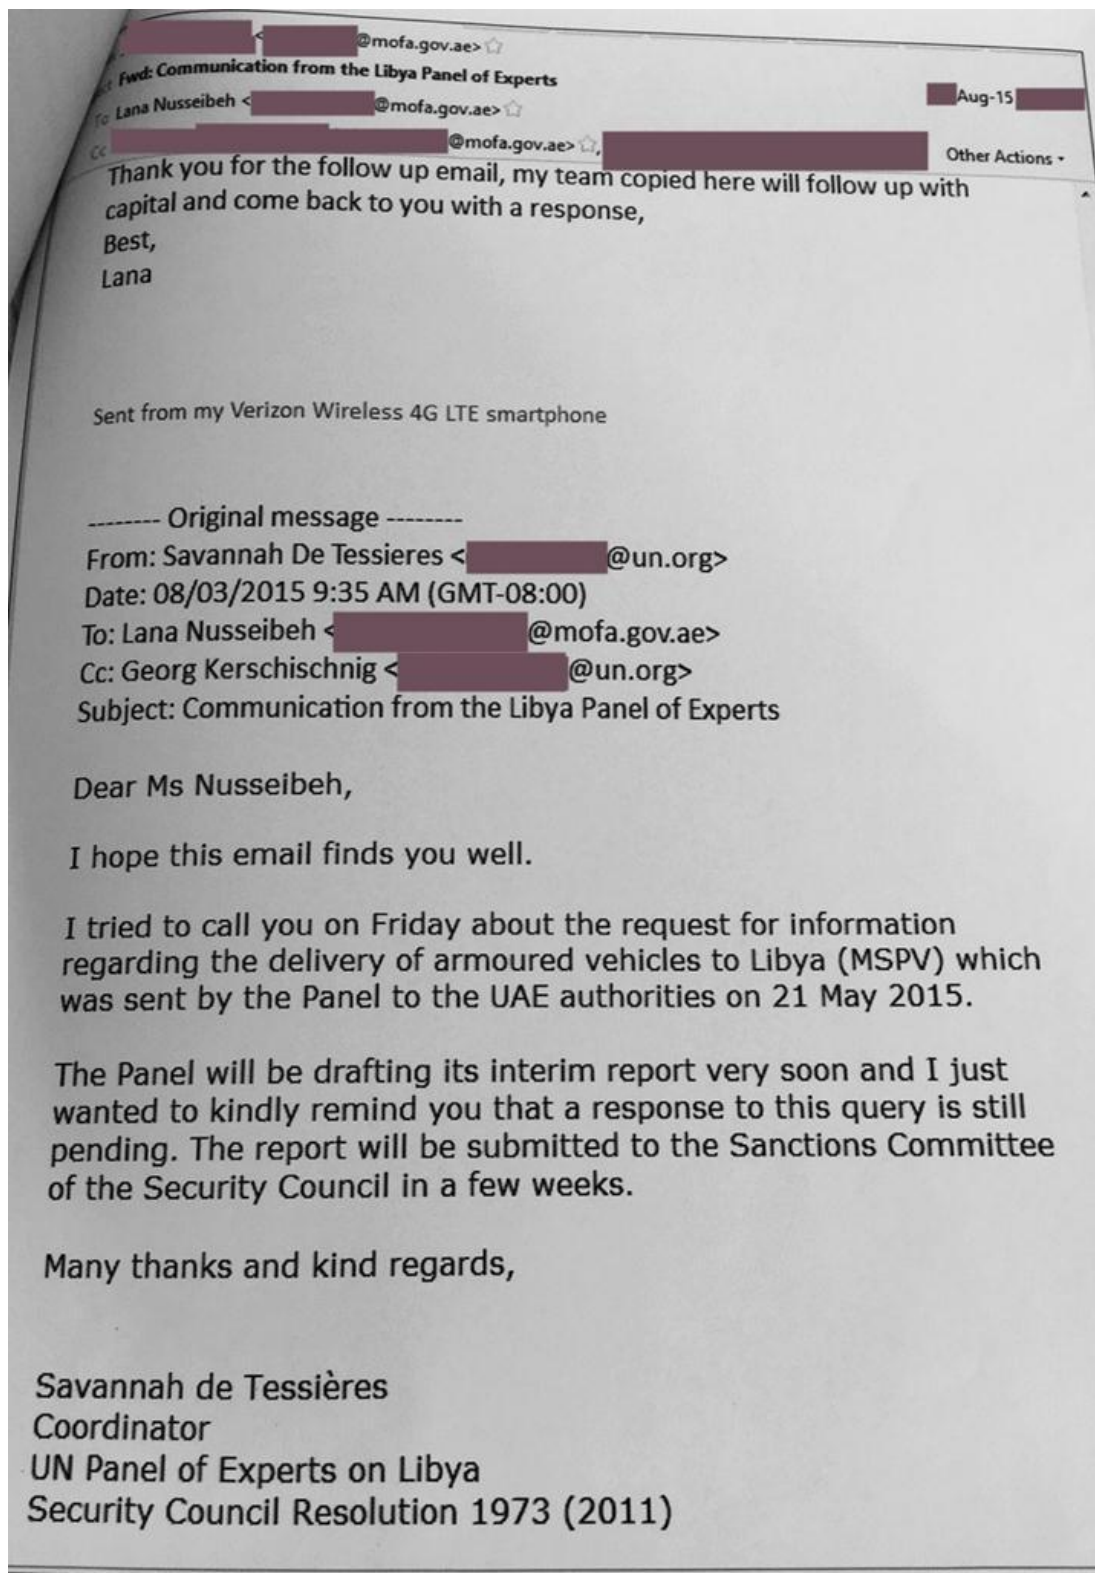 < @mofa.gov.ae>
Fwd: Communication from the Libya Panel of Experts
Aug-15
To Lana Nusseibeh < @mofa.gov.ae>
Cc @mofa.gov.ae> ,
Other Actions
Thank you for the follow up email, my team copied here will follow up with
capital and come back to you with a response,
Best,
Lana
Sent from my Verizon Wireless 4G LTE smartphone
-------- Original message --------
From: Savannah De Tessieres < @un.org>
Date: 08/03/2015 9:35 AM (GMT-08:00)
To: Lana Nusseibeh < @mofa.gov.ae>
Cc: Georg Kerschischnig < @un.org>
Subject: Communication from the Libya Panel of Experts
Dear Ms Nusseibeh,
I hope this email finds you well.
I tried to call you on Friday about the request for information
regarding the delivery of armoured vehicles to Libya (MSPV) which
was sent by the Panel to the UAE authorities on 21 May 2015.
The Panel will be drafting its interim report very soon and I just
wanted to kindly remind you that a response to this query is still
pending. The report will be submitted to the Sanctions Committee
of the Security Council in a few weeks.
Many thanks and kind regards,
Savannah de Tessières
Coordinator
UN Panel of Experts on Libya
Security Council Resolution 1973 (2011)